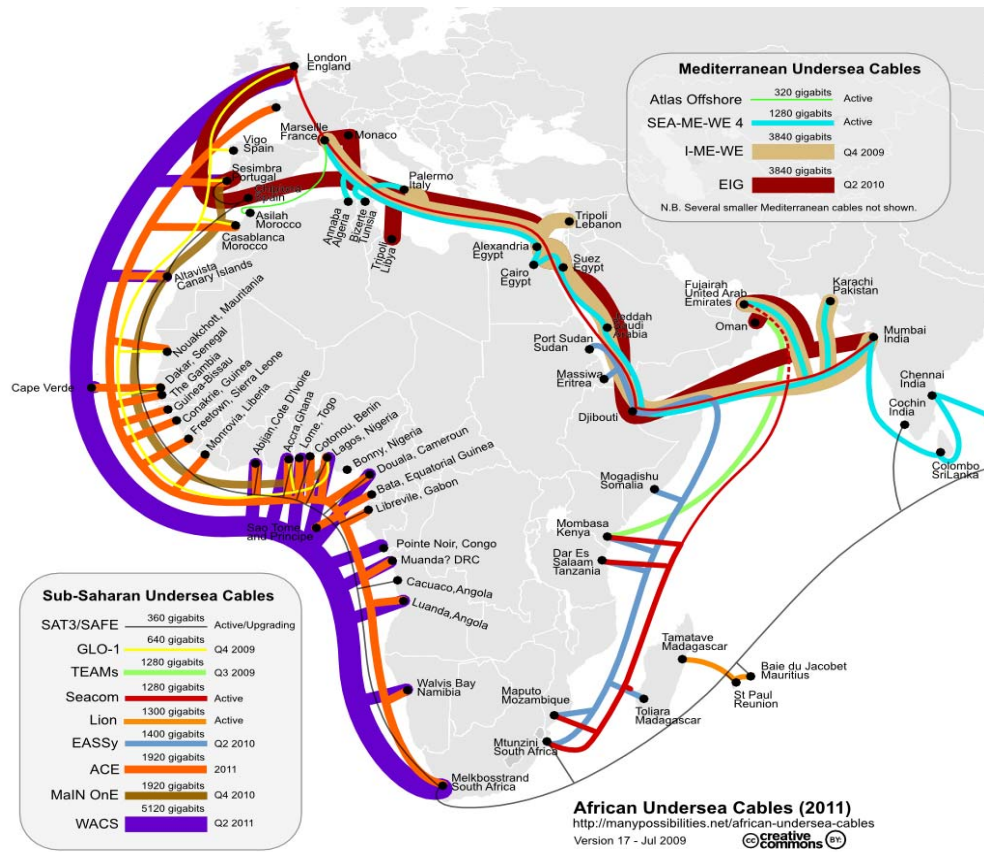 London
England
Vigo
Spain
Sesimbra
Portugal
Spain
Asilah
Morocco
Casablanca
Morocco
Altavista
Canary Islands
Marseille
France
Monaco
Annaba
Algeria
Bizerte
Tunisia
Palermo
Italy
Tripoli
Libya
Tripoli
Lebanon
Alexandria
Egypt
Cairo
Egypt
Suez
Egypt
Jeddah
Saudi
Arabia
Port Sudan
Sudan
Massiwa
Eritrea
Djibouti
Fujairah
United Arab
Emirates
Oman
Karachi
Pakistan
Mumbai
India
Chennai
India
Cochin
India
Colombo
SriLanka
Mediterranean Undersea Cables
Atlas Offshore 320 gigabits Active
SEA-ME-WE 4 1280 gigabits Active
I-ME-WE 3840 gigabits Q4 2009
EIG 3840 gigabits Q2 2010
N.B. Several smaller Mediterranean cables not shown.
Nouakchott, Mauritania
Cape Verde
Dakar, Senegal
The Gambia
Guinea-Bissau
Conakrie, Guinea
Freetown, Sierra Leone
Monrovia, Liberia
Abijan,Cote D'Ivoire
Accra,Ghana
Lome, Togo
Cotonou, Benin
Lagos, Nigeria
Bonny, Nigeria
Douala, Cameroun
Bata, Equatorial Guinea
Libreville, Gabon
Sao Tome
and Principe
Pointe Noir, Congo
Muanda? DRC
Cacuaco,Angola
Luanda,Angola
Walvis Bay
Namibia
Melkbosstrand
South Africa
Mogadishu
Somalia
Mombasa
Kenya
Dar Es
Salaam
Tanzania
Maputo
Mozambique
Mtunzini
South Africa
Toliara
Madagascar
Tamatave
Madagascar
Baie du Jacobet
Mauritius
St Paul
Reunion
Sub-Saharan Undersea Cables
SAT3/SAFE 360 gigabits Active/Upgrading
GLO-1 640 gigabits Q4 2009
TEAMs 1280 gigabits Q3 2009
Seacom 1280 gigabits Active
Lion 1300 gigabits Active
EASSy 1400 gigabits Q2 2010
ACE 1920 gigabits 2011
MaIN OnE 1920 gigabits Q4 2010
WACS 5120 gigabits Q2 2011
African Undersea Cables (2011)
http://manypossibilities.net/african-undersea-cables
Version 17 - Jul 2009
cc creative commons BY: